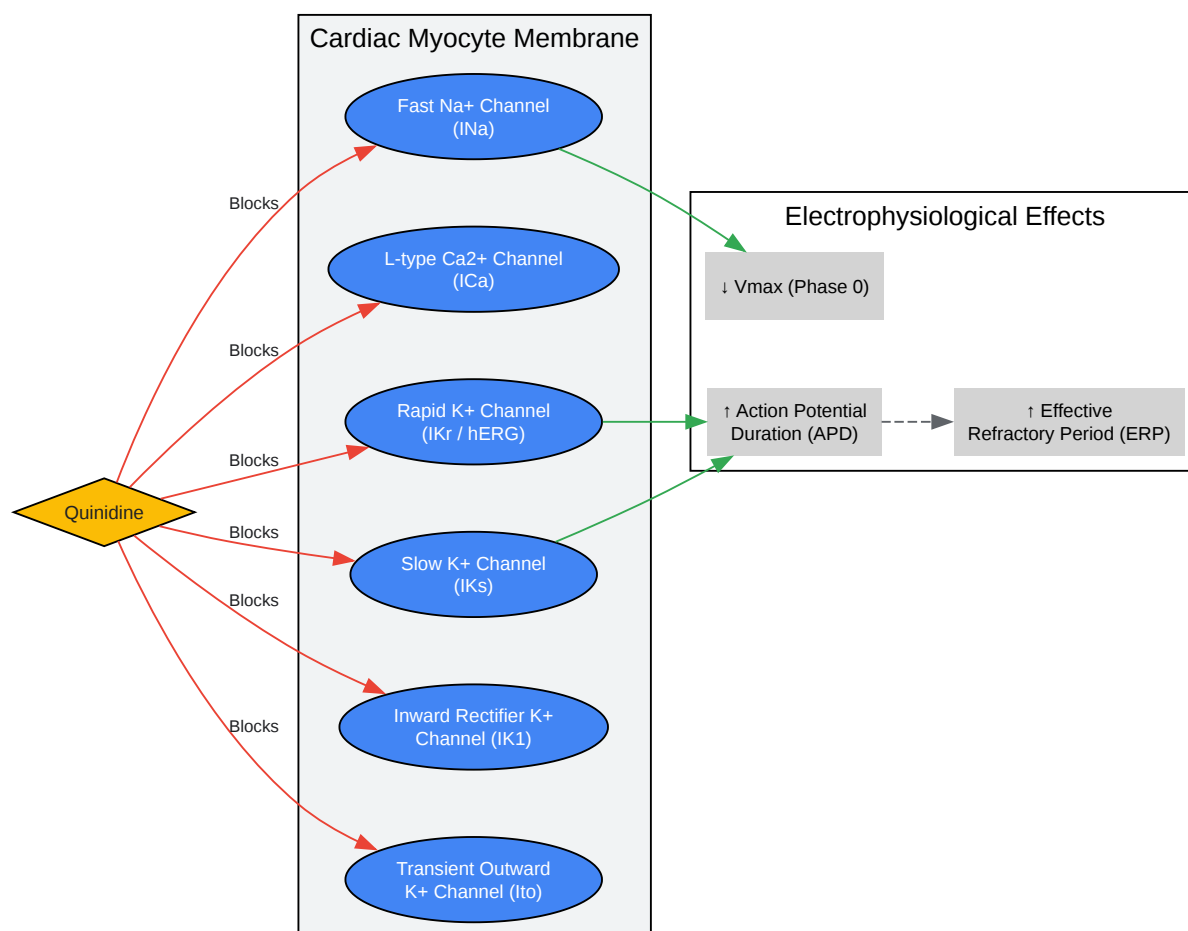 Cardiac Myocyte Membrane
Fast Na+ Channel
(INa)
Blocks
Electrophysiological Effects
L-type Ca2+ Channel
(ICa)
↓ Vmax (Phase 0)
Blocks
Rapid K+ Channel
(IKr / hERG)
↑ Action Potential
Duration (APD)
↑ Effective
Refractory Period (ERP)
Blocks
Quinidine
Blocks
Slow K+ Channel
(IKs)
Blocks
Inward Rectifier K+
Channel (IK1)
Blocks
Transient Outward
K+ Channel (Ito)